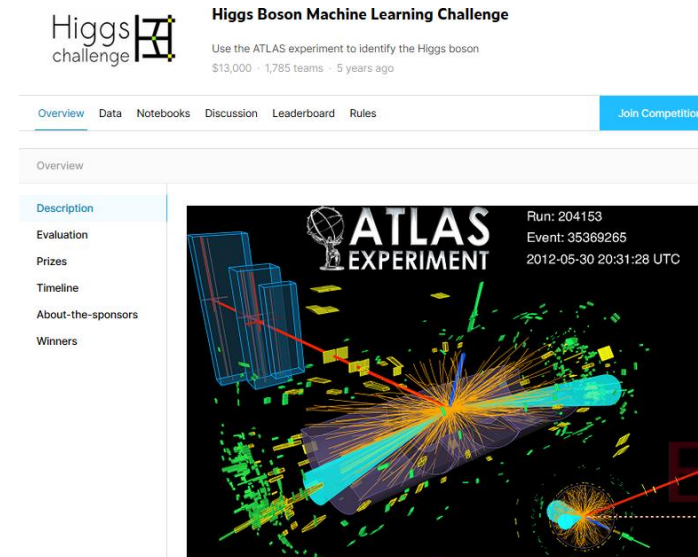 Higgs
challenge
Higgs Boson Machine Learning Challenge
Use the ATLAS experiment to identify the Higgs boson
$13,000 · 1,785 teams · 5 years ago
Overview Data Notebooks Discussion Leaderboard Rules Join Competition
Overview
Description
Evaluation
Prizes
Timeline
About-the-sponsors
Winners
ATLAS
EXPERIMENT
Run: 204153
Event: 35369265
2012-05-30 20:31:28 UTC